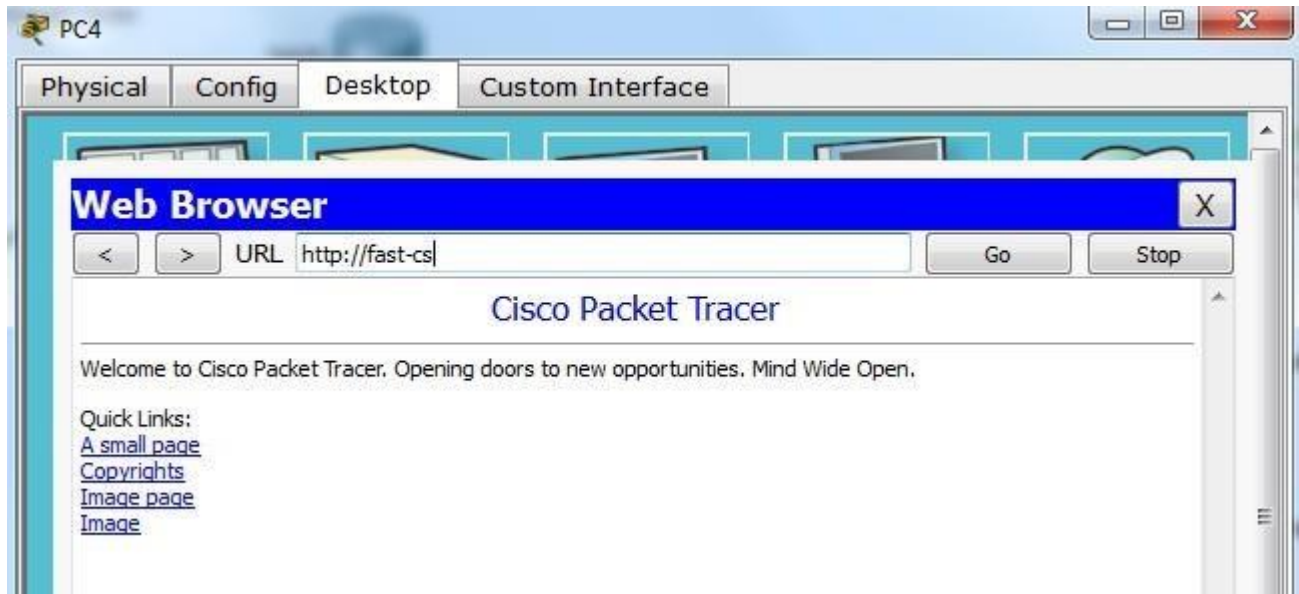 PC4
X
Physical Config Desktop Custom Interface
Web Browser X
< > URL http://fast-cs Go Stop
Cisco Packet Tracer
Welcome to Cisco Packet Tracer. Opening doors to new opportunities. Mind Wide Open.
Quick Links:
A small page
Copyrights
Image page
Image